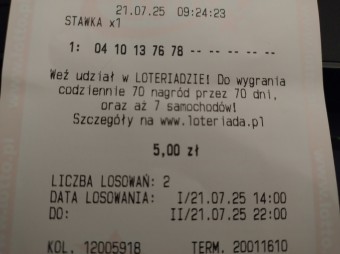 21.07.25 09:24:23
STAWKA x1
1: 04 10 13 76 78 -- -- -- -- --
Weź udział w LOTERIADZIE! Do wygrania
codziennie 70 nagród przez 70 dni,
oraz aż 7 samochodów!
Szczegóły na www.loteriada.pl
5,00 zł
LICZBA LOSOWAŃ: 2
DATA LOSOWANIA: I/21.07.25 14:00
DO: II/21.07.25 22:00
KOL. 12005918 TERM. 20011610